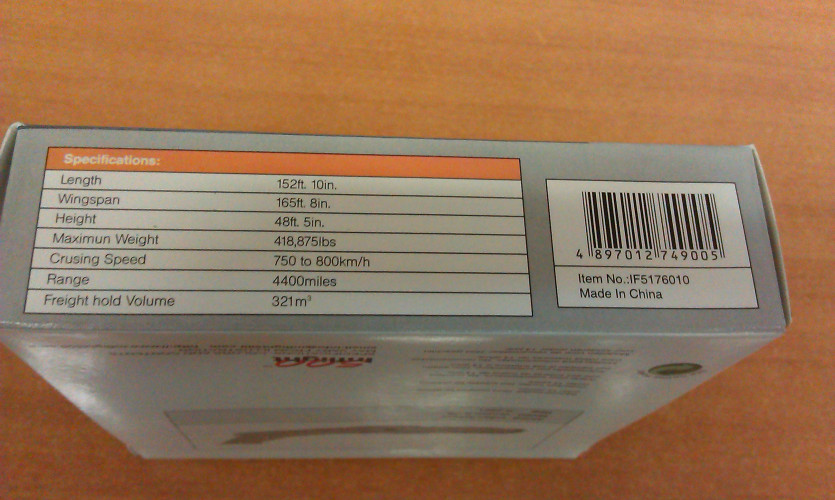 Specifications:
Length 152ft. 10in.
Wingspan 165ft. 8in.
Height 48ft. 5in.
Maximun Weight 418,875lbs
Crusing Speed 750 to 800km/h
Range 4400miles
Freight hold Volume 321m³
4 897012 749005
Item No.:IF5176010
Made In China